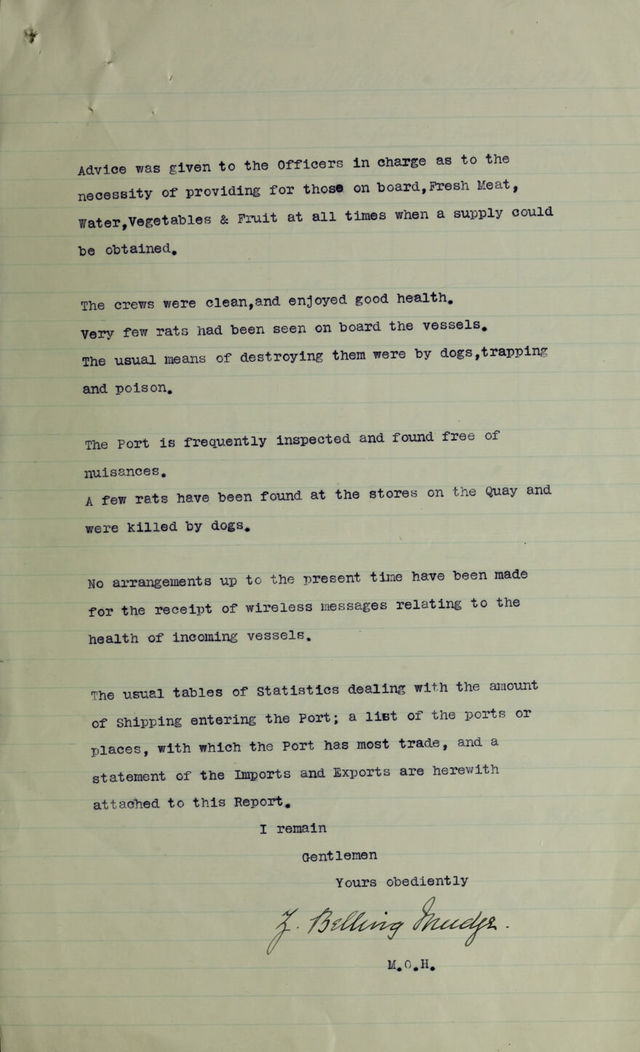 Advice was given to the Officers in charge as to the
necessity of providing for those on board,Fresh Meat,
Water,Vegetables & Fruit at all times when a supply could
be obtained.
The crews were clean,and enjoyed good health.
Very few rats had been seen on board the vessels.
The usual means of destroying them were by dogs,trapping
and poison.
The Port is frequently inspected and found free of
nuisances.
A few rats have been found at the stores on the Quay and
were killed by dogs.
No arrangements up to the present time have been made
for the receipt of wireless messages relating to the
health of incoming vessels.
The usual tables of Statistics dealing with the amount
of Shipping entering the Port; a list of the ports or
places, with which the Port has most trade, and a
statement of the Imports and Exports are herewith
attached to this Report.
I remain
Gentlemen
Yours obediently
Belling Mudge.
M.O.H.